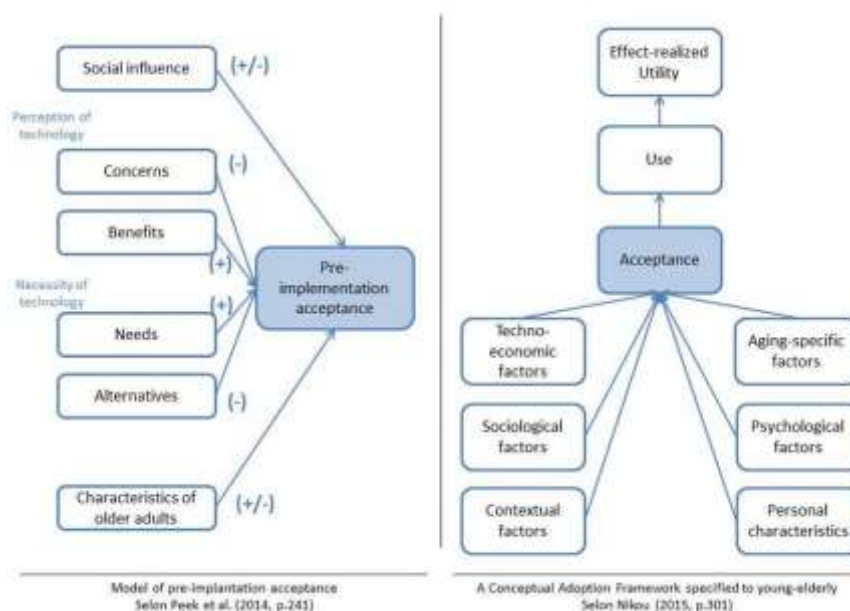 Social influence
(+/-)
Perception of
technology
Concerns
(-)
Benefits
(+)
Necessity of
technology
(+)
Needs
Alternatives
(-)
Characteristics of
older adults
(+/-)
Pre-
implementation
acceptance
Model of pre-implantation acceptance
Selon Peek et al. (2014, p.241)
Effect-realized
Utility
Use
Acceptance
Techno-
economic
factors
Aging-specific
factors
Sociological
factors
Psychological
factors
Contextual
factors
Personal
characteristics
A Conceptual Adoption Framework specified to young-elderly
Selon Nikou (2015, p.301)